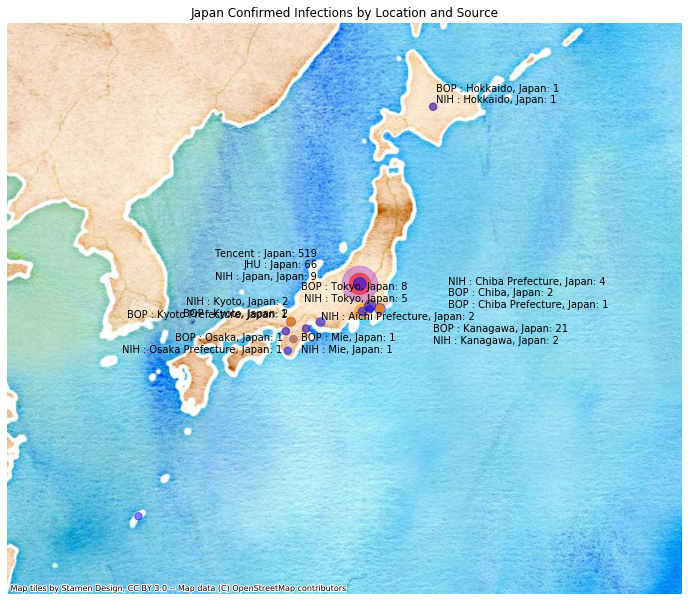 Japan Confirmed Infections by Location and Source
BOP : Hokkaido, Japan: 1
NIH : Hokkaido, Japan: 1
Tencent : Japan: 519
JHU : Japan: 66
NIH : Japan, Japan: 9
BOP : Tokyo, Japan: 8
NIH : Tokyo, Japan: 5
NIH : Chiba Prefecture, Japan: 4
BOP : Chiba, Japan: 2
BOP : Chiba Prefecture, Japan: 1
NIH : Kyoto, Japan: 2
BOP : Kyoto Prefecture, Japan: 1
BOP : Kyoto, Japan: 2
NIH : Aichi Prefecture, Japan: 2
BOP : Kanagawa, Japan: 21
NIH : Kanagawa, Japan: 2
BOP : Osaka, Japan: 1
NIH : Osaka Prefecture, Japan: 1
BOP : Mie, Japan: 1
NIH : Mie, Japan: 1
Map tiles by Stamen Design, CC BY 3.0 -- Map data (C) OpenStreetMap contributors